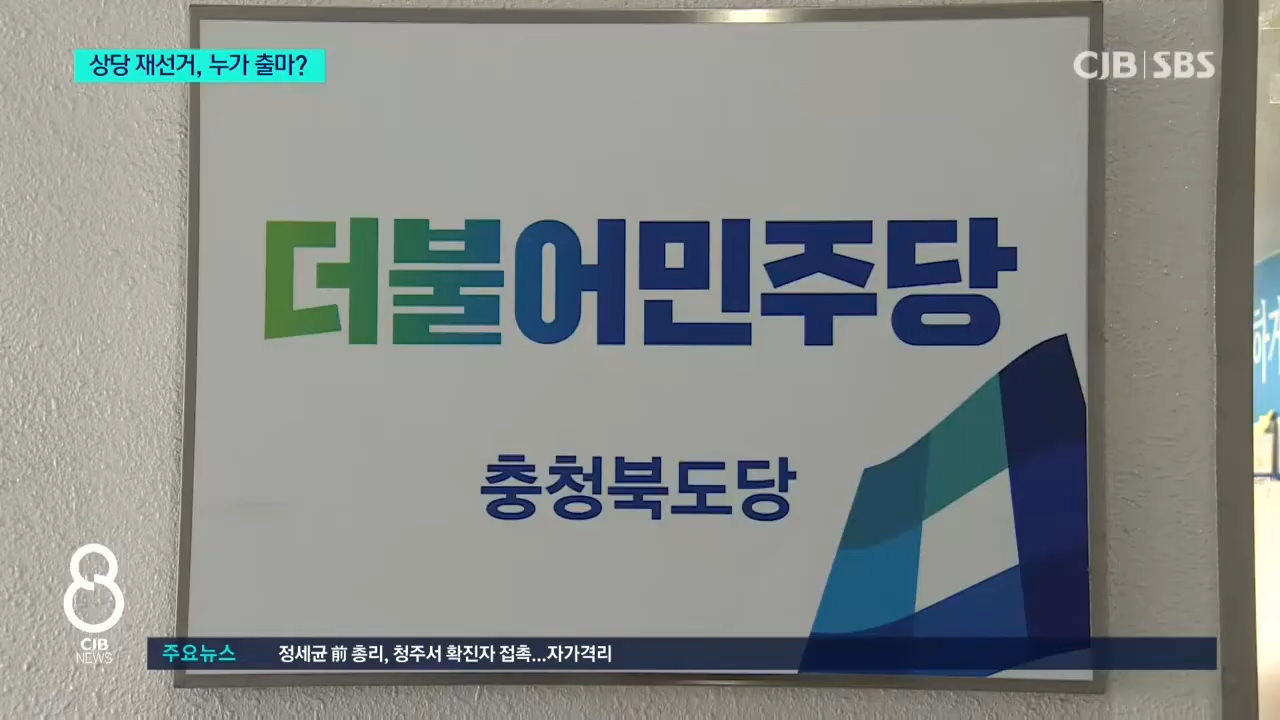 상당 재선거, 누가 출마?
CJB SBS
더불어민주당
충청북도당
하게
8
CJB
NEWS
주요뉴스 정세균 前 총리, 청주서 확진자 접촉...자가격리